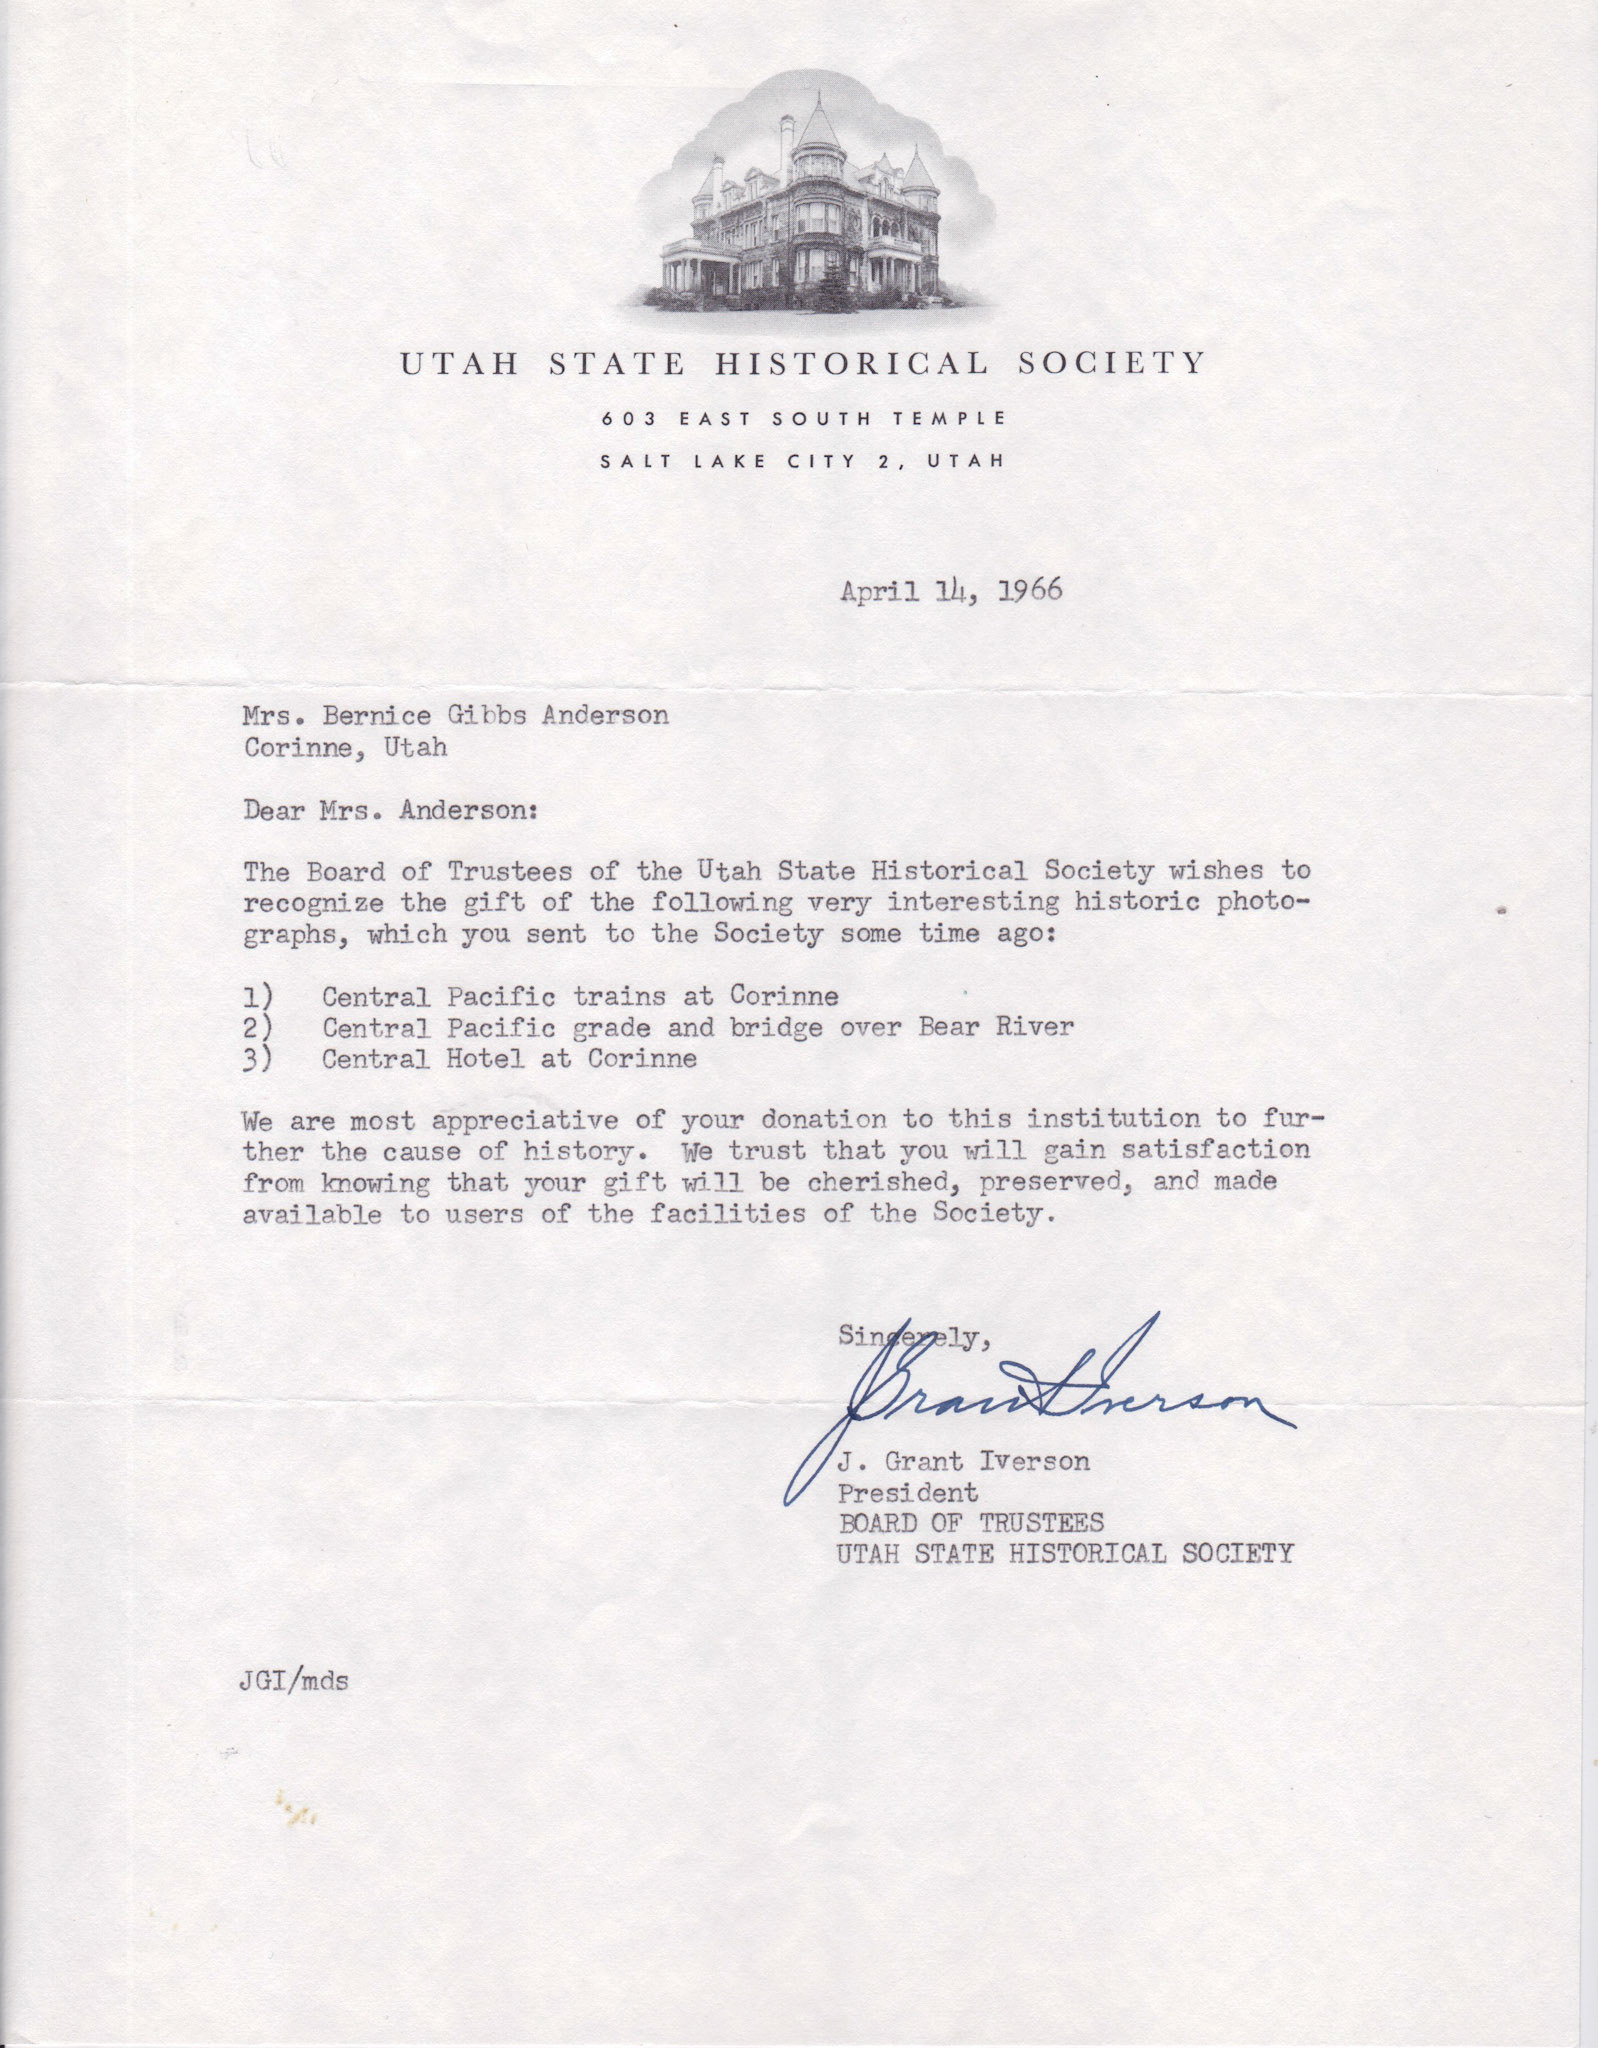 UTAH STATE HISTORICAL SOCIETY
603 EAST SOUTH TEMPLE
SALT LAKE CITY 2, UTAH
April 14, 1966
Mrs. Bernice Gibbs Anderson
Corinne, Utah
Dear Mrs. Anderson:
The Board of Trustees of the Utah State Historical Society wishes to
recognize the gift of the following very interesting historic photo-
graphs, which you sent to the Society some time ago:
1) Central Pacific trains at Corinne
2) Central Pacific grade and bridge over Bear River
3) Central Hotel at Corinne
We are most appreciative of your donation to this institution to fur-
ther the cause of history. We trust that you will gain satisfaction
from knowing that your gift will be cherished, preserved, and made
available to users of the facilities of the Society.
Sincerely,
J Grant Iverson
J. Grant Iverson
President
BOARD OF TRUSTEES
UTAH STATE HISTORICAL SOCIETY
JGI/mds